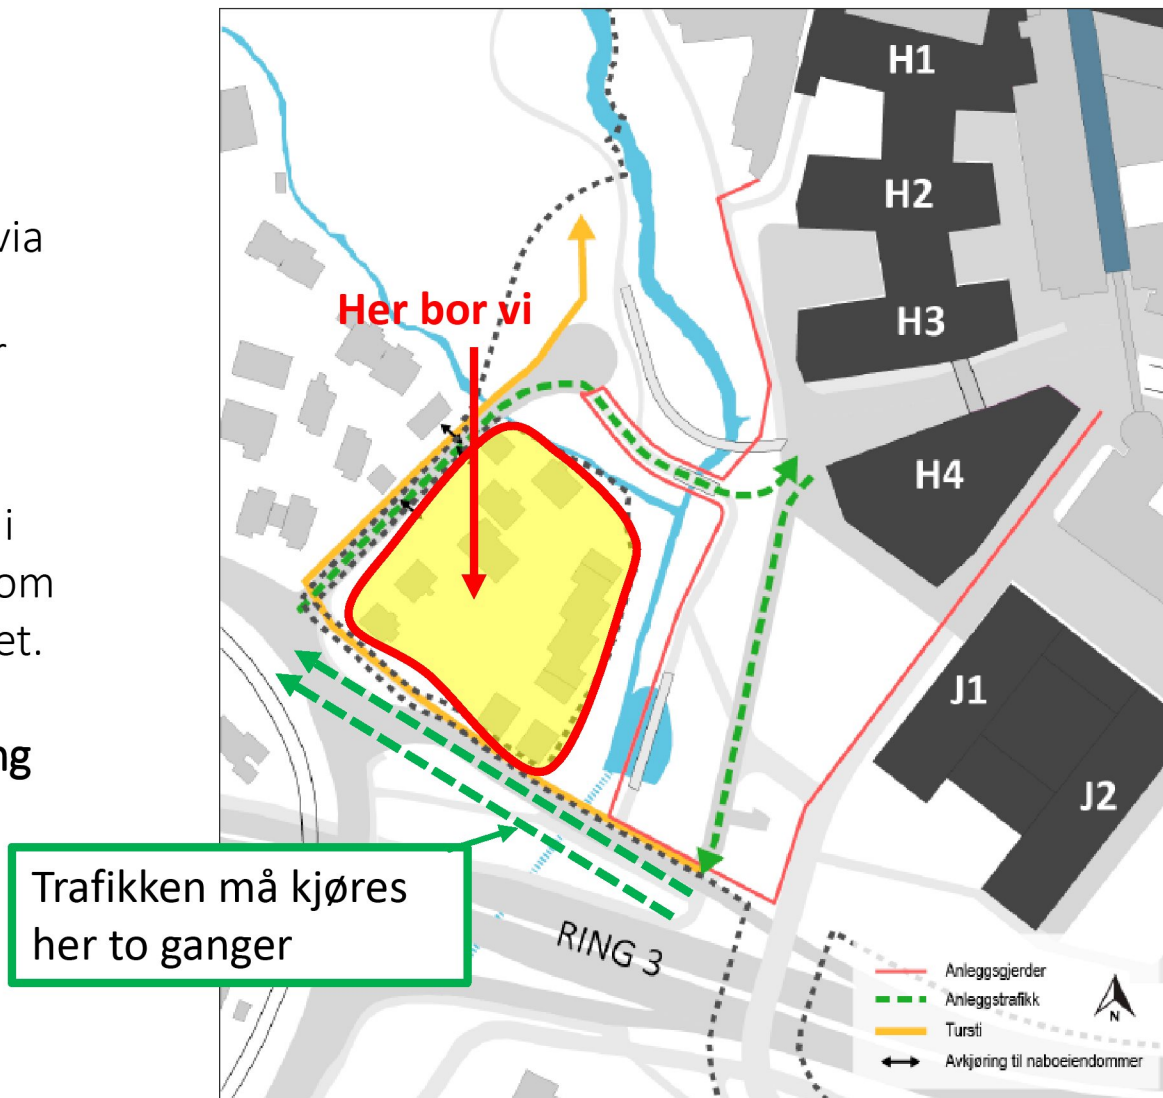 via
r
i
om
et.
ng
H1
H2
Her bor vi
H3
H4
J1
J2
Trafikken må kjøres
her to ganger
RING 3
Anleggsgjerder
Anleggstrafikk
Tursti
Avkjøring til naboeiendommer
N